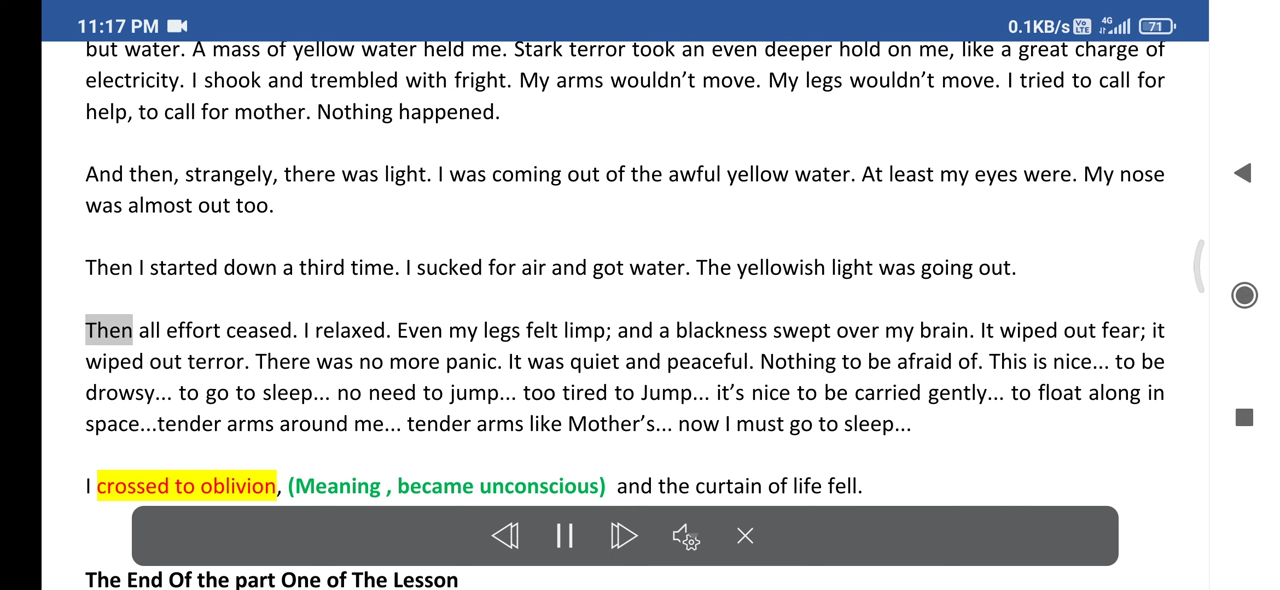 11:17 PM
0.1KB/s Vo LTE 4G 71
but water. A mass of yellow water held me. Stark terror took an even deeper hold on me, like a great charge of
electricity. I shook and trembled with fright. My arms wouldn’t move. My legs wouldn’t move. I tried to call for
help, to call for mother. Nothing happened.
And then, strangely, there was light. I was coming out of the awful yellow water. At least my eyes were. My nose
was almost out too.
Then I started down a third time. I sucked for air and got water. The yellowish light was going out.
Then all effort ceased. I relaxed. Even my legs felt limp; and a blackness swept over my brain. It wiped out fear; it
wiped out terror. There was no more panic. It was quiet and peaceful. Nothing to be afraid of. This is nice... to be
drowsy... to go to sleep... no need to jump... too tired to Jump... it’s nice to be carried gently... to float along in
space...tender arms around me... tender arms like Mother’s... now I must go to sleep...
I crossed to oblivion, (Meaning , became unconscious) and the curtain of life fell.
The End Of the part One of The Lesson